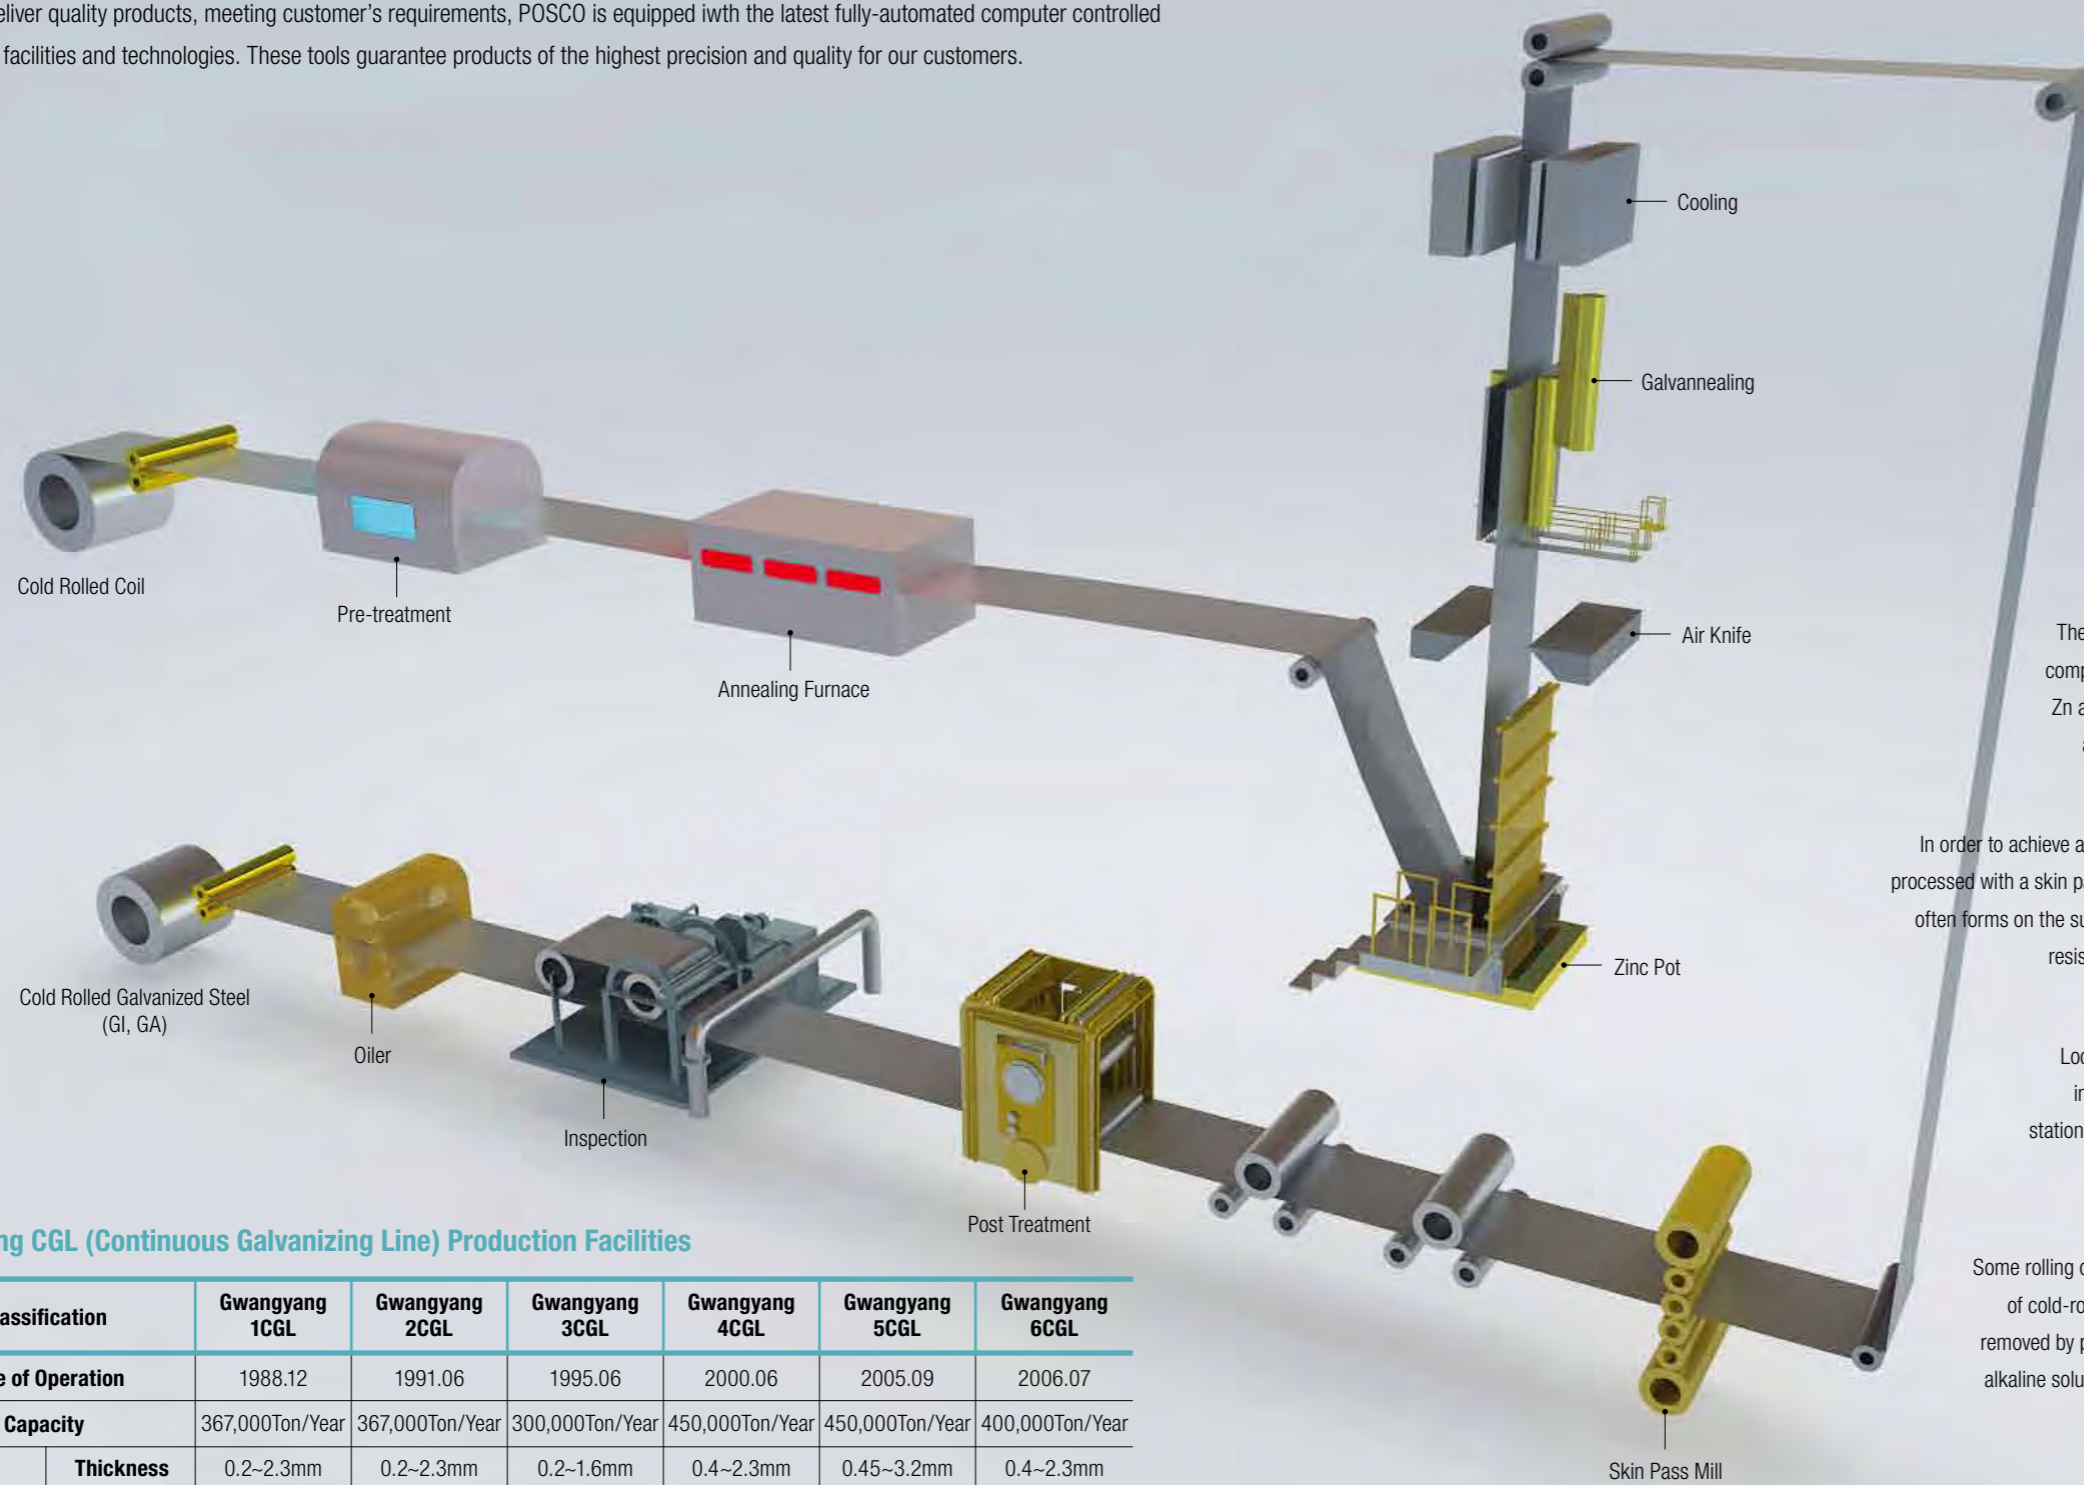 eliver quality products, meeting customer's requirements, POSCO is equipped iwth the latest fully-automated computer controlled
facilities and technologies. These tools guarantee products of the highest precision and quality for our customers.
Cooling
Galvannealing
Air Knife
Zinc Pot
Cold Rolled Coil
Pre-treatment
Annealing Furnace
Cold Rolled Galvanized Steel
(GI, GA)
Oiler
Inspection
Post Treatment
Skin Pass Mill
The
comp
Zn a
a
In order to achieve a
processed with a skin pa
often forms on the su
resis
Loc
in
station
Some rolling o
of cold-ro
removed by p
alkaline solu
ng CGL (Continuous Galvanizing Line) Production Facilities
assification Gwangyang 1CGL Gwangyang 2CGL Gwangyang 3CGL Gwangyang 4CGL Gwangyang 5CGL Gwangyang 6CGL
e of Operation 1988.12 1991.06 1995.06 2000.06 2005.09 2006.07
Capacity 367,000Ton/Year 367,000Ton/Year 300,000Ton/Year 450,000Ton/Year 450,000Ton/Year 400,000Ton/Year
Thickness 0.2~2.3mm 0.2~2.3mm 0.2~1.6mm 0.4~2.3mm 0.45~3.2mm 0.4~2.3mm